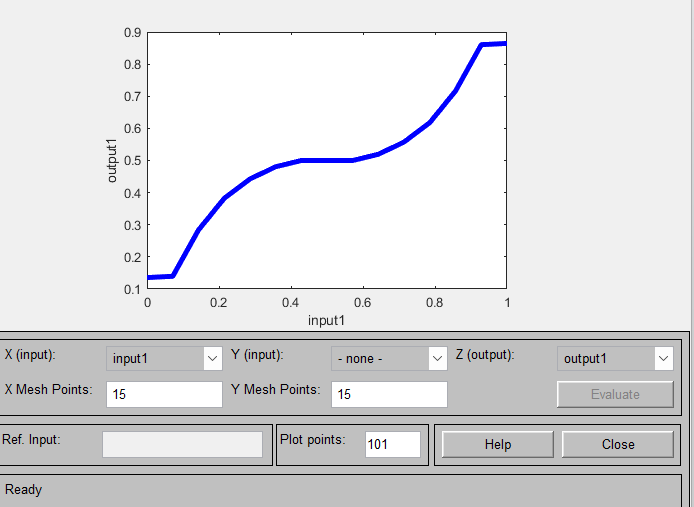 0.9
0.8
0.7
0.6
0.5
0.4
0.3
0.2
0.1
output1
0 0.2 0.4 0.6 0.8 1
input1
X (input): input1 Y (input): - none - Z (output): output1
X Mesh Points: 15 Y Mesh Points: 15 Evaluate
Ref. Input: Plot points: 101 Help Close
Ready